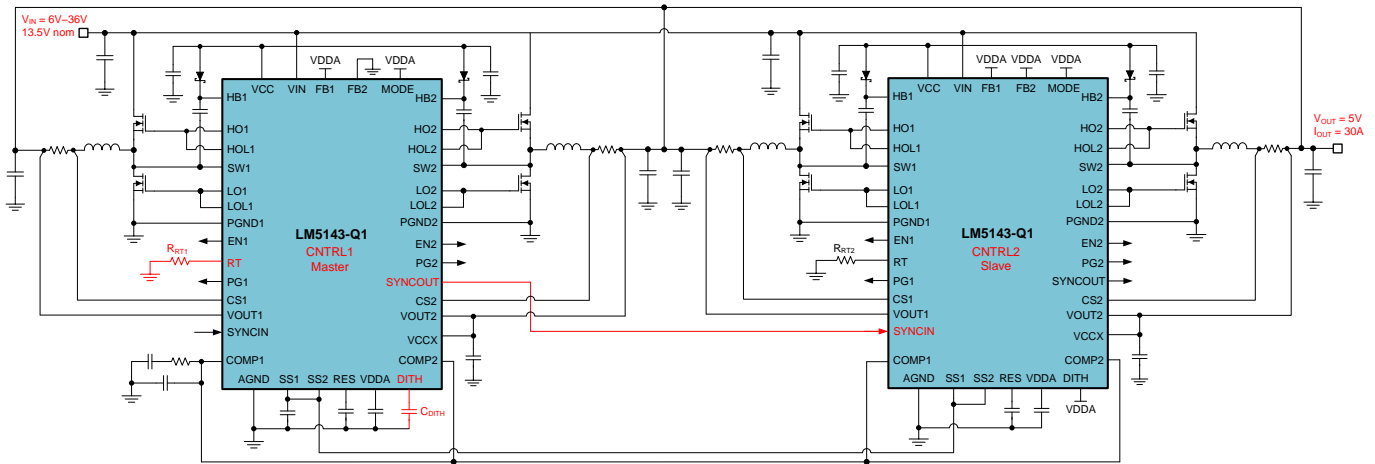 VIN = 6V–36V
13.5V nom
VDDA
VDDA
VCC
VIN
FB1
FB2
MODE
HB1
HB2
HO1
HO2
HOL1
HOL2
SW1
SW2
LO1
LO2
LOL1
LOL2
PGND1
PGND2
LM5143-Q1
CNTRL1
Master
EN1
EN2
RRT1
RT
PG2
PG1
SYNCOUT
CS1
CS2
VOUT1
VOUT2
SYNCIN
VCCX
COMP1
COMP2
AGND
SS1
SS2
RES
VDDA
DITH
CDITH
VDDA
VDDA
VDDA
VCC
VIN
FB1
FB2
MODE
HB1
HB2
HO1
HO2
HOL1
HOL2
SW1
SW2
LO1
LO2
LOL1
LOL2
PGND1
PGND2
LM5143-Q1
CNTRL2
Slave
EN1
EN2
RRT2
RT
PG2
PG1
SYNCOUT
CS1
CS2
VOUT1
VOUT2
SYNCIN
VCCX
COMP1
COMP2
AGND
SS1
SS2
RES
VDDA
DITH
VDDA
VOUT = 5V
IOUT = 30A